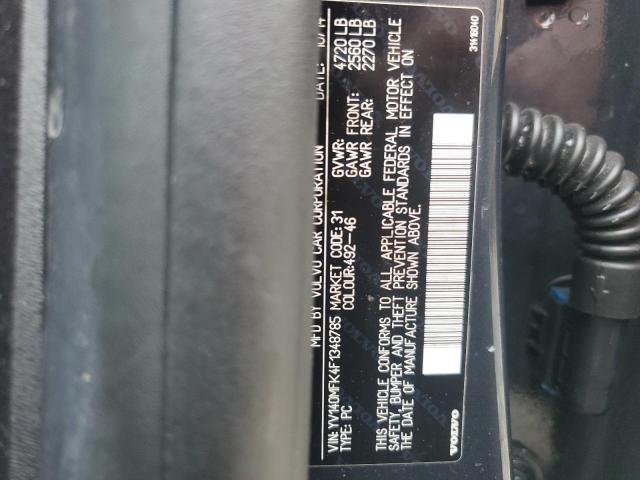 MFD BY VOLVO CAR CORPORATION DATE: 10/14
VIN: YV140MFK4F1348785 MARKET CODE: 31 GVWR: 4720 LB
TYPE: PC COLOUR:492-46 GAWR FRONT: 2560 LB
GAWR REAR: 2270 LB
THIS VEHICLE CONFORMS TO ALL APPLICABLE FEDERAL MOTOR VEHICLE
SAFETY, BUMPER AND THEFT PREVENTION STANDARDS IN EFFECT ON
THE DATE OF MANUFACTURE SHOWN ABOVE.
VOLVO
31416040